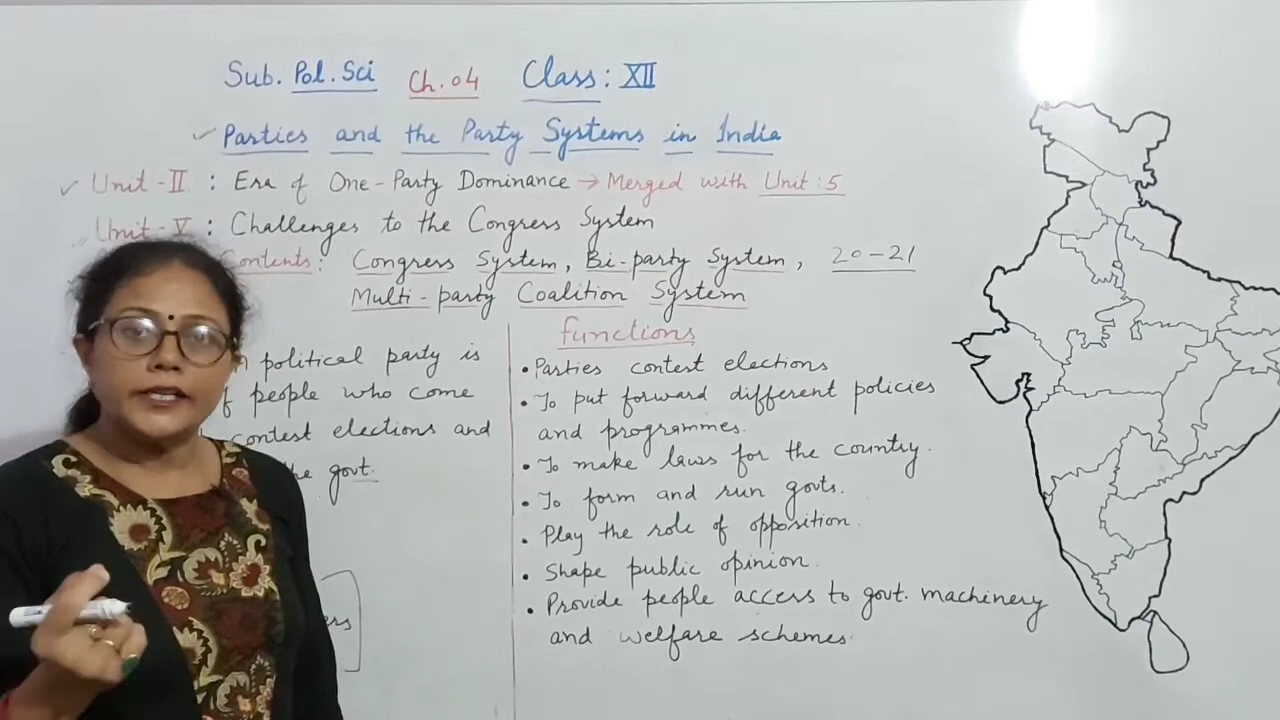 Sub. Pol. Sci Ch. 04 Class: XII
Parties and the Party Systems in India
Unit - II : Era of One-Party Dominance → Merged with Unit : 5
Unit - V : Challenges to the Congress System
Contents: Congress System, Bi-party System, 20-21
Multi-party Coalition System
political party is
people who come
contest elections and
the govt.
functions
• Parties contest elections
• To put forward different policies
and programmes.
• To make laws for the country.
• To form and run govts.
• Play the role of opposition.
• Shape public opinion.
• Provide people access to govt. machinery
and welfare schemes.